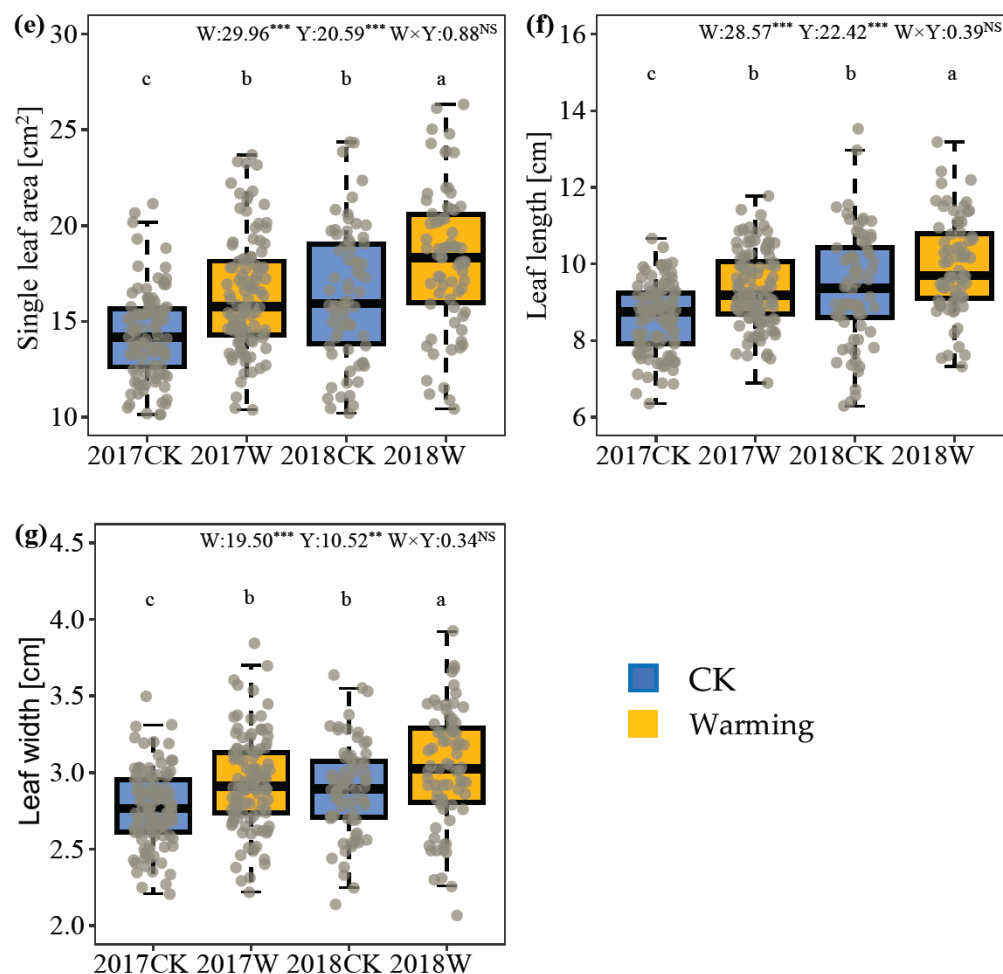 (e)
W:29.96*** Y:20.59*** W×Y:0.88NS
c b b a
30
25
20
15
10
Single leaf area [cm2]
2017CK 2017W 2018CK 2018W
(f)
W:28.57*** Y:22.42*** W×Y:0.39NS
c b b a
16
14
12
10
8
6
Leaf length [cm]
2017CK 2017W 2018CK 2018W
(g)
W:19.50*** Y:10.52** W×Y:0.34NS
c b b a
4.5
4.0
3.5
3.0
2.5
2.0
Leaf width [cm]
2017CK 2017W 2018CK 2018W
CK
Warming